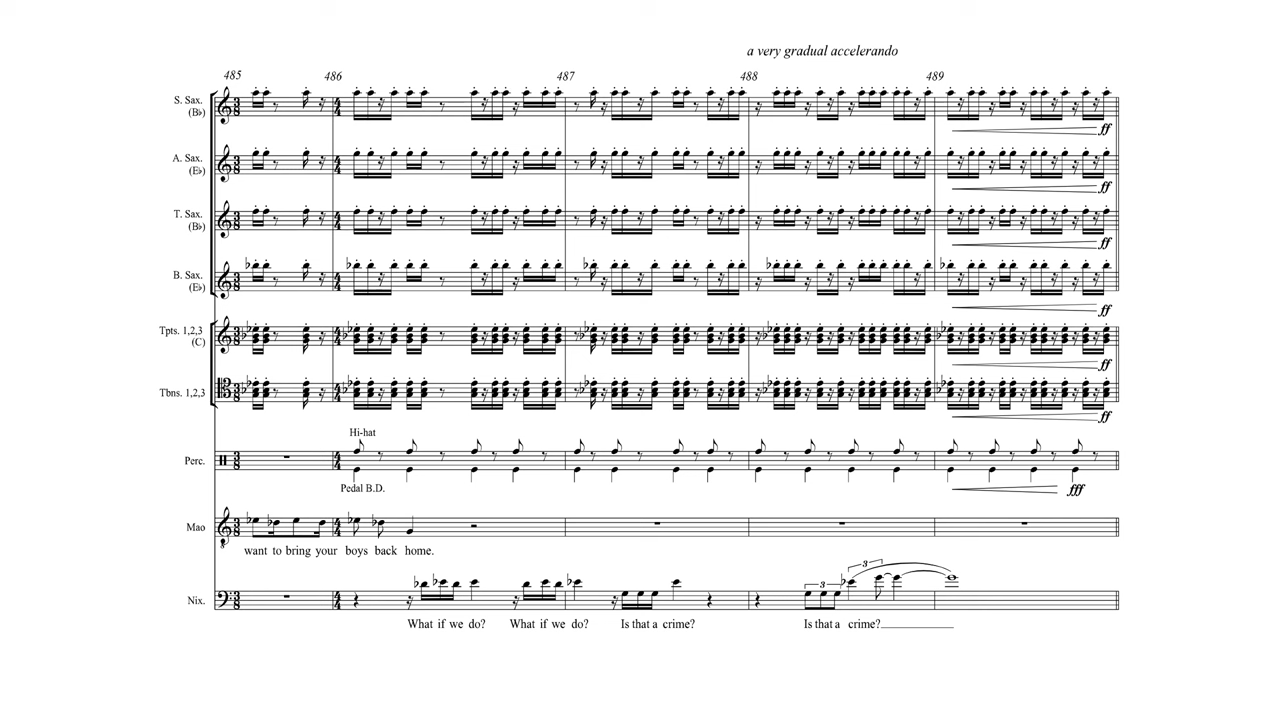 a very gradual accelerando
485 486 487 488 489
S. Sax.
(B♭)
ff
A. Sax.
(E♭)
ff
T. Sax.
(B♭)
ff
B. Sax.
(E♭)
ff
Tpts. 1,2,3
(C)
ff
Tbns. 1,2,3
ff
Hi-hat
Perc.
Pedal B.D.
fff
Mao
want to bring your boys back home.
3 3
Nix.
What if we do? What if we do? Is that a crime? Is that a crime?